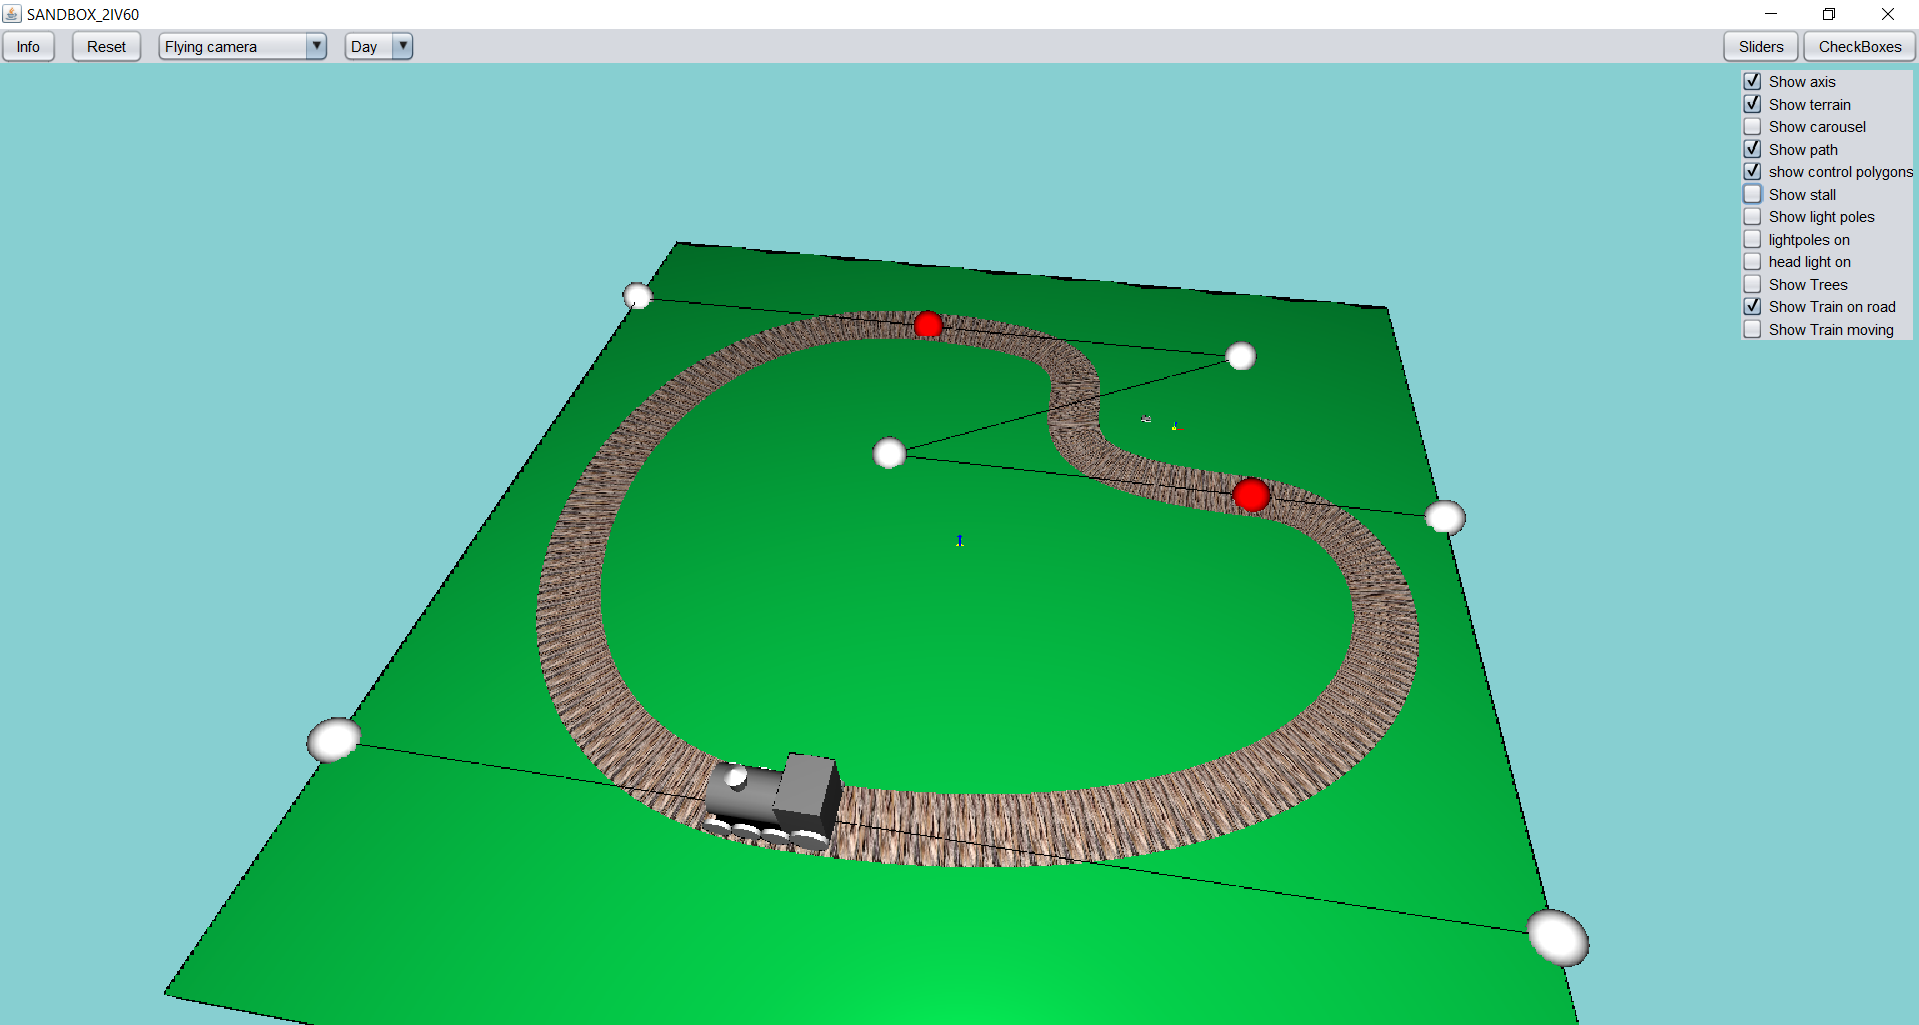 SANDBOX_2IV60
Info Reset Flying camera Day Sliders CheckBoxes
Show axis
Show terrain
Show carousel
Show path
show control polygons
Show stall
Show light poles
lightpoles on
head light on
Show Trees
Show Train on road
Show Train moving